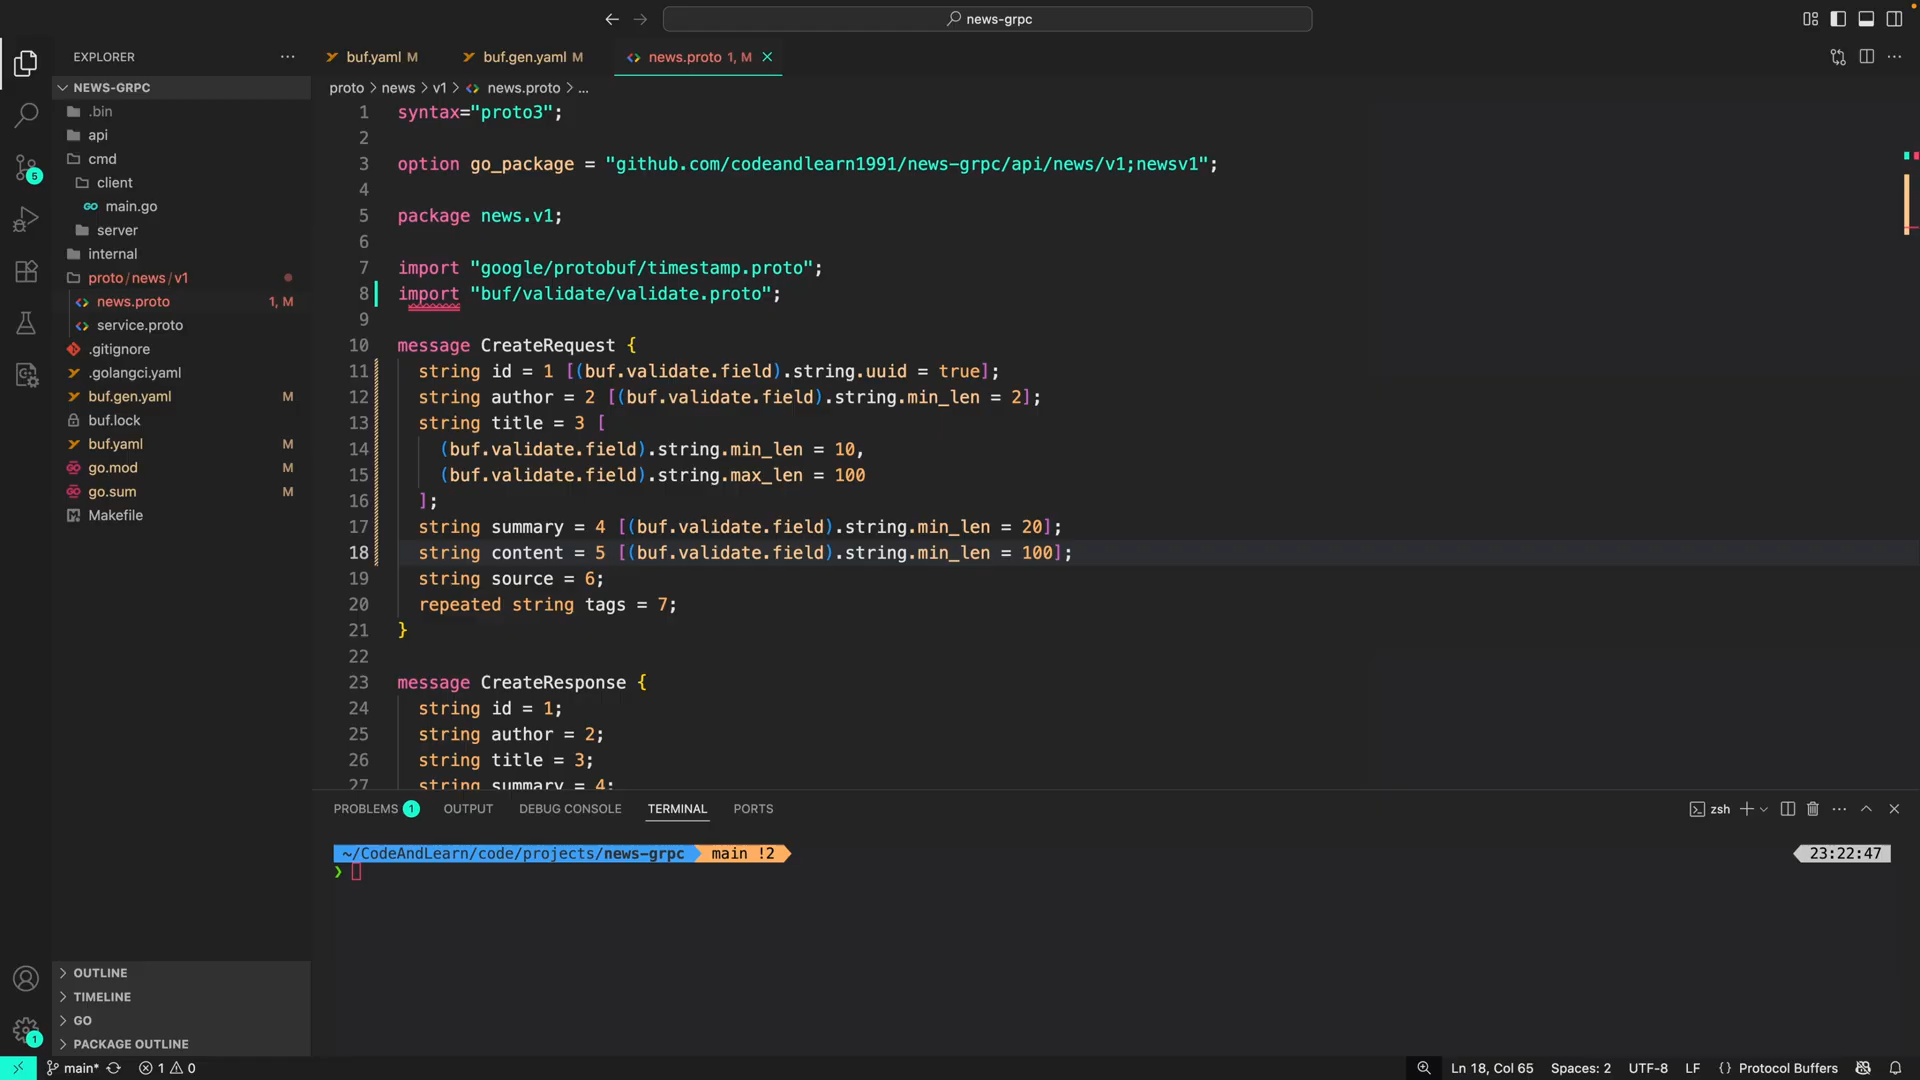 news-grpc
EXPLORER
NEWS-GRPC
.bin
api
cmd
client
main.go
server
internal
proto/news/v1
news.proto 1, M
service.proto
.gitignore
.golangci.yaml
buf.gen.yaml M
buf.lock
buf.yaml M
go.mod M
go.sum M
Makefile
OUTLINE
TIMELINE
GO
PACKAGE OUTLINE
5
1
buf.yaml M
buf.gen.yaml M
news.proto 1, M
proto > news > v1 > news.proto > ...
1 syntax="proto3";
2
3 option go_package = "github.com/codeandlearn1991/news-grpc/api/news/v1;newsv1";
4
5 package news.v1;
6
7 import "google/protobuf/timestamp.proto";
8 import "buf/validate/validate.proto";
9
10 message CreateRequest {
11 string id = 1 [(buf.validate.field).string.uuid = true];
12 string author = 2 [(buf.validate.field).string.min_len = 2];
13 string title = 3 [
14 (buf.validate.field).string.min_len = 10,
15 (buf.validate.field).string.max_len = 100
16 ];
17 string summary = 4 [(buf.validate.field).string.min_len = 20];
18 string content = 5 [(buf.validate.field).string.min_len = 100];
19 string source = 6;
20 repeated string tags = 7;
21 }
22
23 message CreateResponse {
24 string id = 1;
25 string author = 2;
26 string title = 3;
27 string summary = 4;
PROBLEMS 1 OUTPUT DEBUG CONSOLE TERMINAL PORTS
zsh
~/CodeAndLearn/code/projects/news-grpc main !2
23:22:47
❯
main* 1 0
Ln 18, Col 65 Spaces: 2 UTF-8 LF {} Protocol Buffers